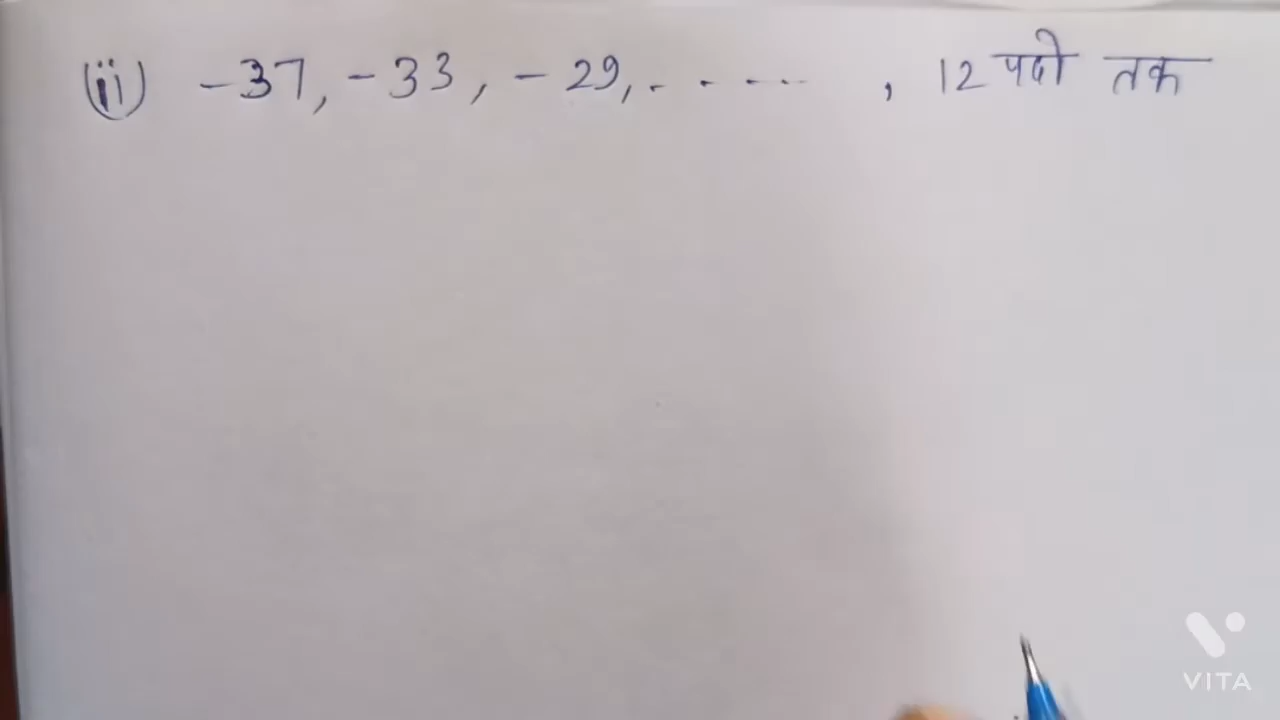 (ii) -37, -33, -29, . . . . . . , 12 पदो तक
VITA